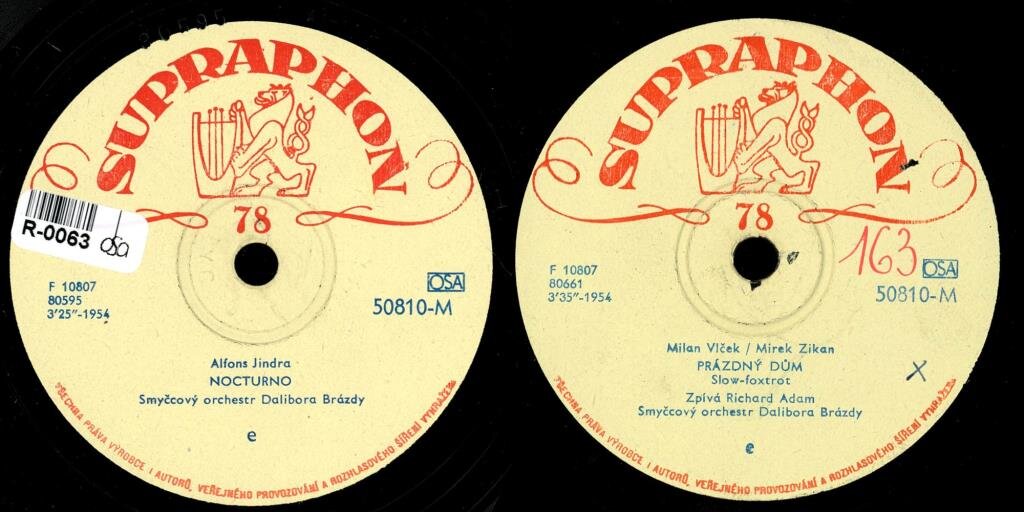 SUPRAPHON
78
R-0063 osa
F 10807
80595
3'25"-1954
OSA
50810-M
Alfons Jindra
NOCTURNO
Smyčcový orchestr Dalibora Brázdy
e
VŠECHNA PRÁVA VÝROBCE I AUTORŮ, VEŘEJNÉHO PROVOZOVÁNÍ A ROZHLASOVÉHO ŠÍŘENÍ VYHRAŽENA
SUPRAPHON
78
163
F 10807
80661
3'35"-1954
OSA
50810-M
Milan Vlček / Mirek Zikan
PRÁZDNÝ DŮM
Slow-foxtrot
Zpívá Richard Adam
Smyčcový orchestr Dalibora Brázdy
x
e
VŠECHNA PRÁVA VÝROBCE I AUTORŮ, VEŘEJNÉHO PROVOZOVÁNÍ A ROZHLASOVÉHO ŠÍŘENÍ VYHRAŽENA